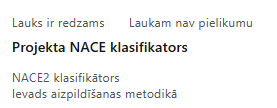 Lauks ir redzams Laukam nav pielikumu
Projekta NACE klasifikators
NACE2 klasifikātors
Ievads aizpildīšanas metodikā